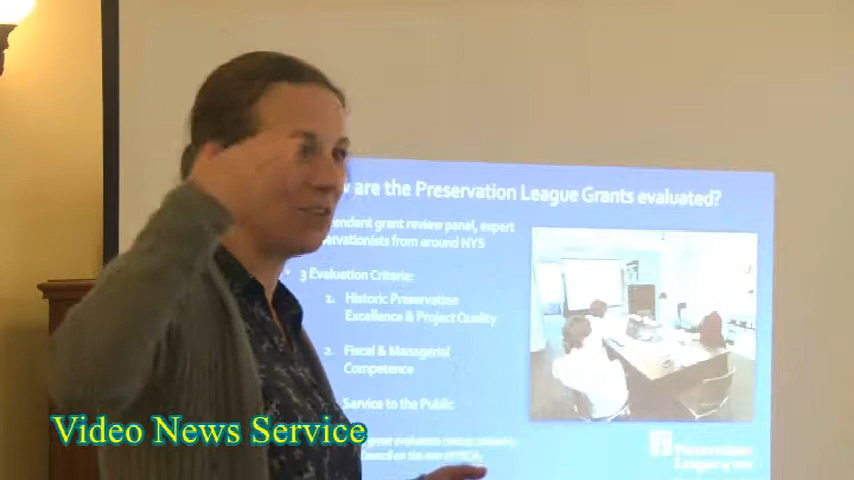 are the Preservation League Grants evaluated?
endent grant review panel, expert
ervationists from around NYS
3 Evaluation Criteria:
1. Historic Preservation
Excellence & Project Quality
2. Fiscal & Managerial
Competence
Service to the Public
Video News Service
Preservation
League